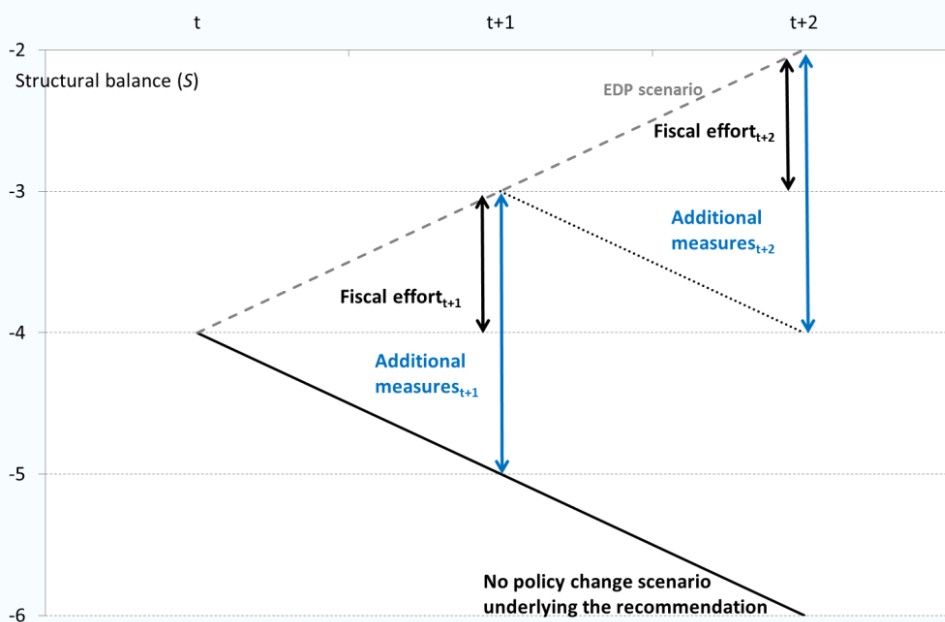 t t+1 t+2
-2
Structural balance (S)
EDP scenario
Fiscal effortt+2
-3
Additional
measurest+2
Fiscal effortt+1
-4
Additional
measurest+1
-5
No policy change scenario
underlying the recommendation
-6